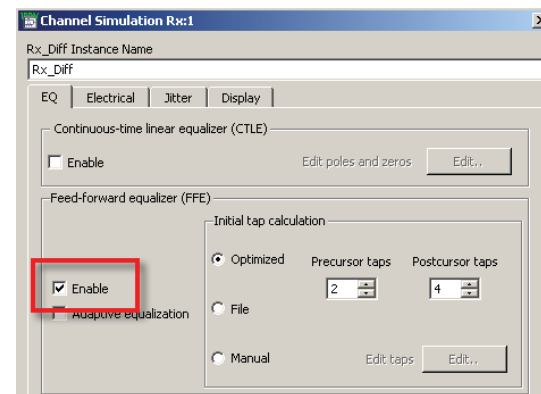 Channel Simulation Rx:1
Rx_Diff Instance Name
Rx_Diff
EQ Electrical Jitter Display
Continuous-time linear equalizer (CTLE)
Enable Edit poles and zeros Edit..
Feed-forward equalizer (FFE)
Initial tap calculation
Optimized Precursor taps Postcursor taps
2 4
Enable
Adaptive equalization
File
Manual Edit taps Edit..